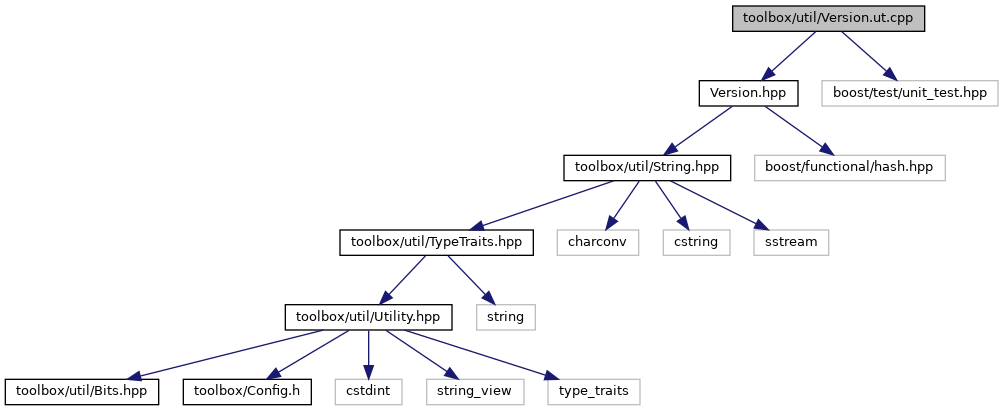 toolbox/util/Version.ut.cpp
Version.hpp
boost/test/unit_test.hpp
toolbox/util/String.hpp
boost/functional/hash.hpp
toolbox/util/TypeTraits.hpp
charconv
cstring
sstream
toolbox/util/Utility.hpp
string
toolbox/util/Bits.hpp
toolbox/Config.h
cstdint
string_view
type_traits